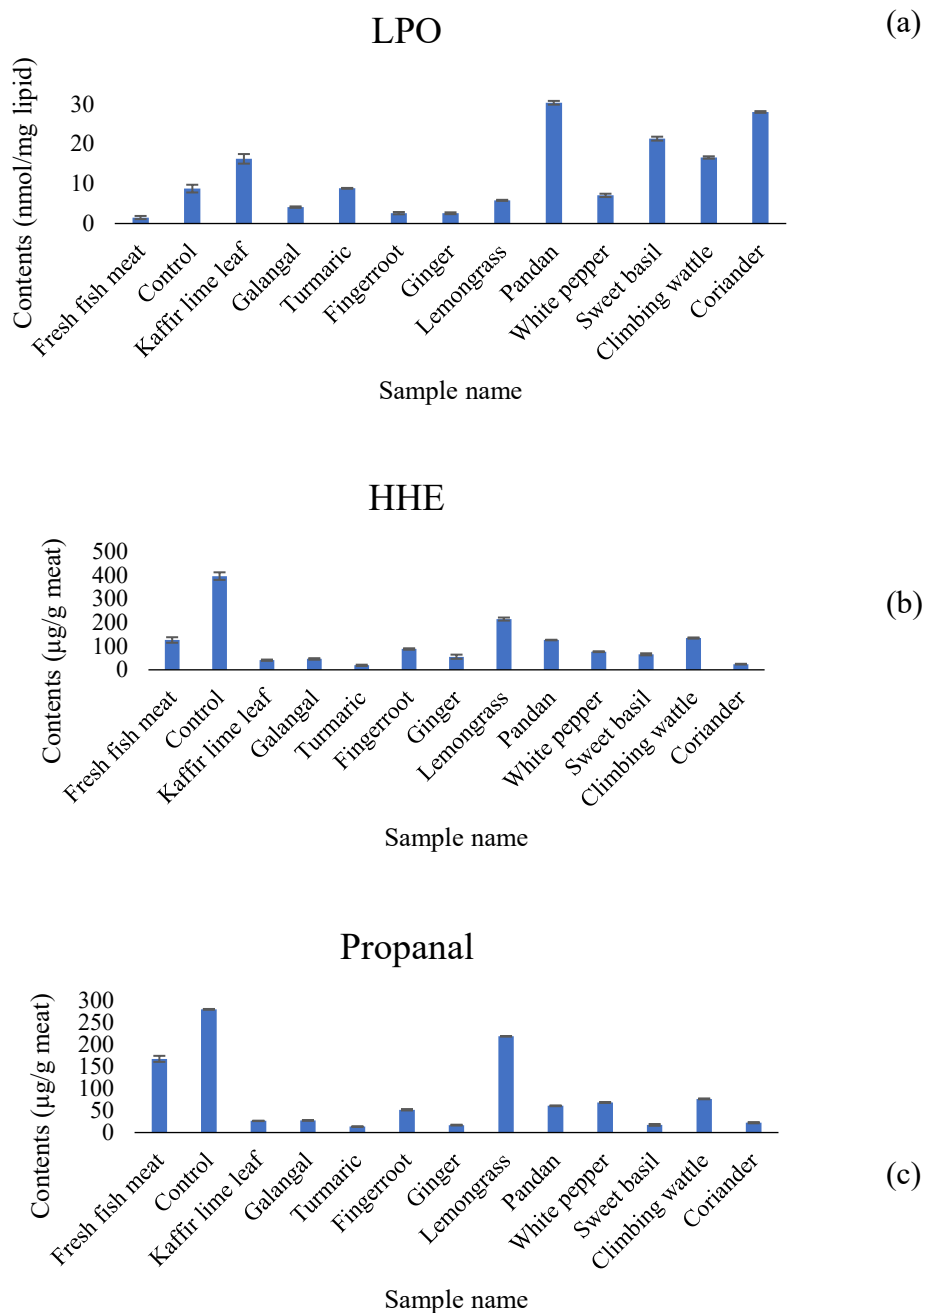 LPO
(a)
Contents (nmol/mg lipid)
30
20
10
0
Fresh fish meat
Control
Kaffir lime leaf
Galangal
Turmaric
Fingerroot
Ginger
Lemongrass
Pandan
White pepper
Sweet basil
Climbing wattle
Coriander
Sample name
HHE
(b)
Contents (µg/g meat)
500
400
300
200
100
0
Fresh fish meat
Control
Kaffir lime leaf
Galangal
Turmaric
Fingerroot
Ginger
Lemongrass
Pandan
White pepper
Sweet basil
Climbing wattle
Coriander
Sample name
Propanal
(c)
Contents (µg/g meat)
300
250
200
150
100
50
0
Fresh fish meat
Control
Kaffir lime leaf
Galangal
Turmaric
Fingerroot
Ginger
Lemongrass
Pandan
White pepper
Sweet basil
Climbing wattle
Coriander
Sample name